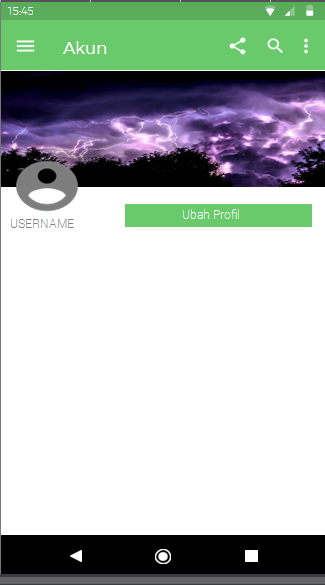 15:45
Akun
Ubah Profil
USERNAME